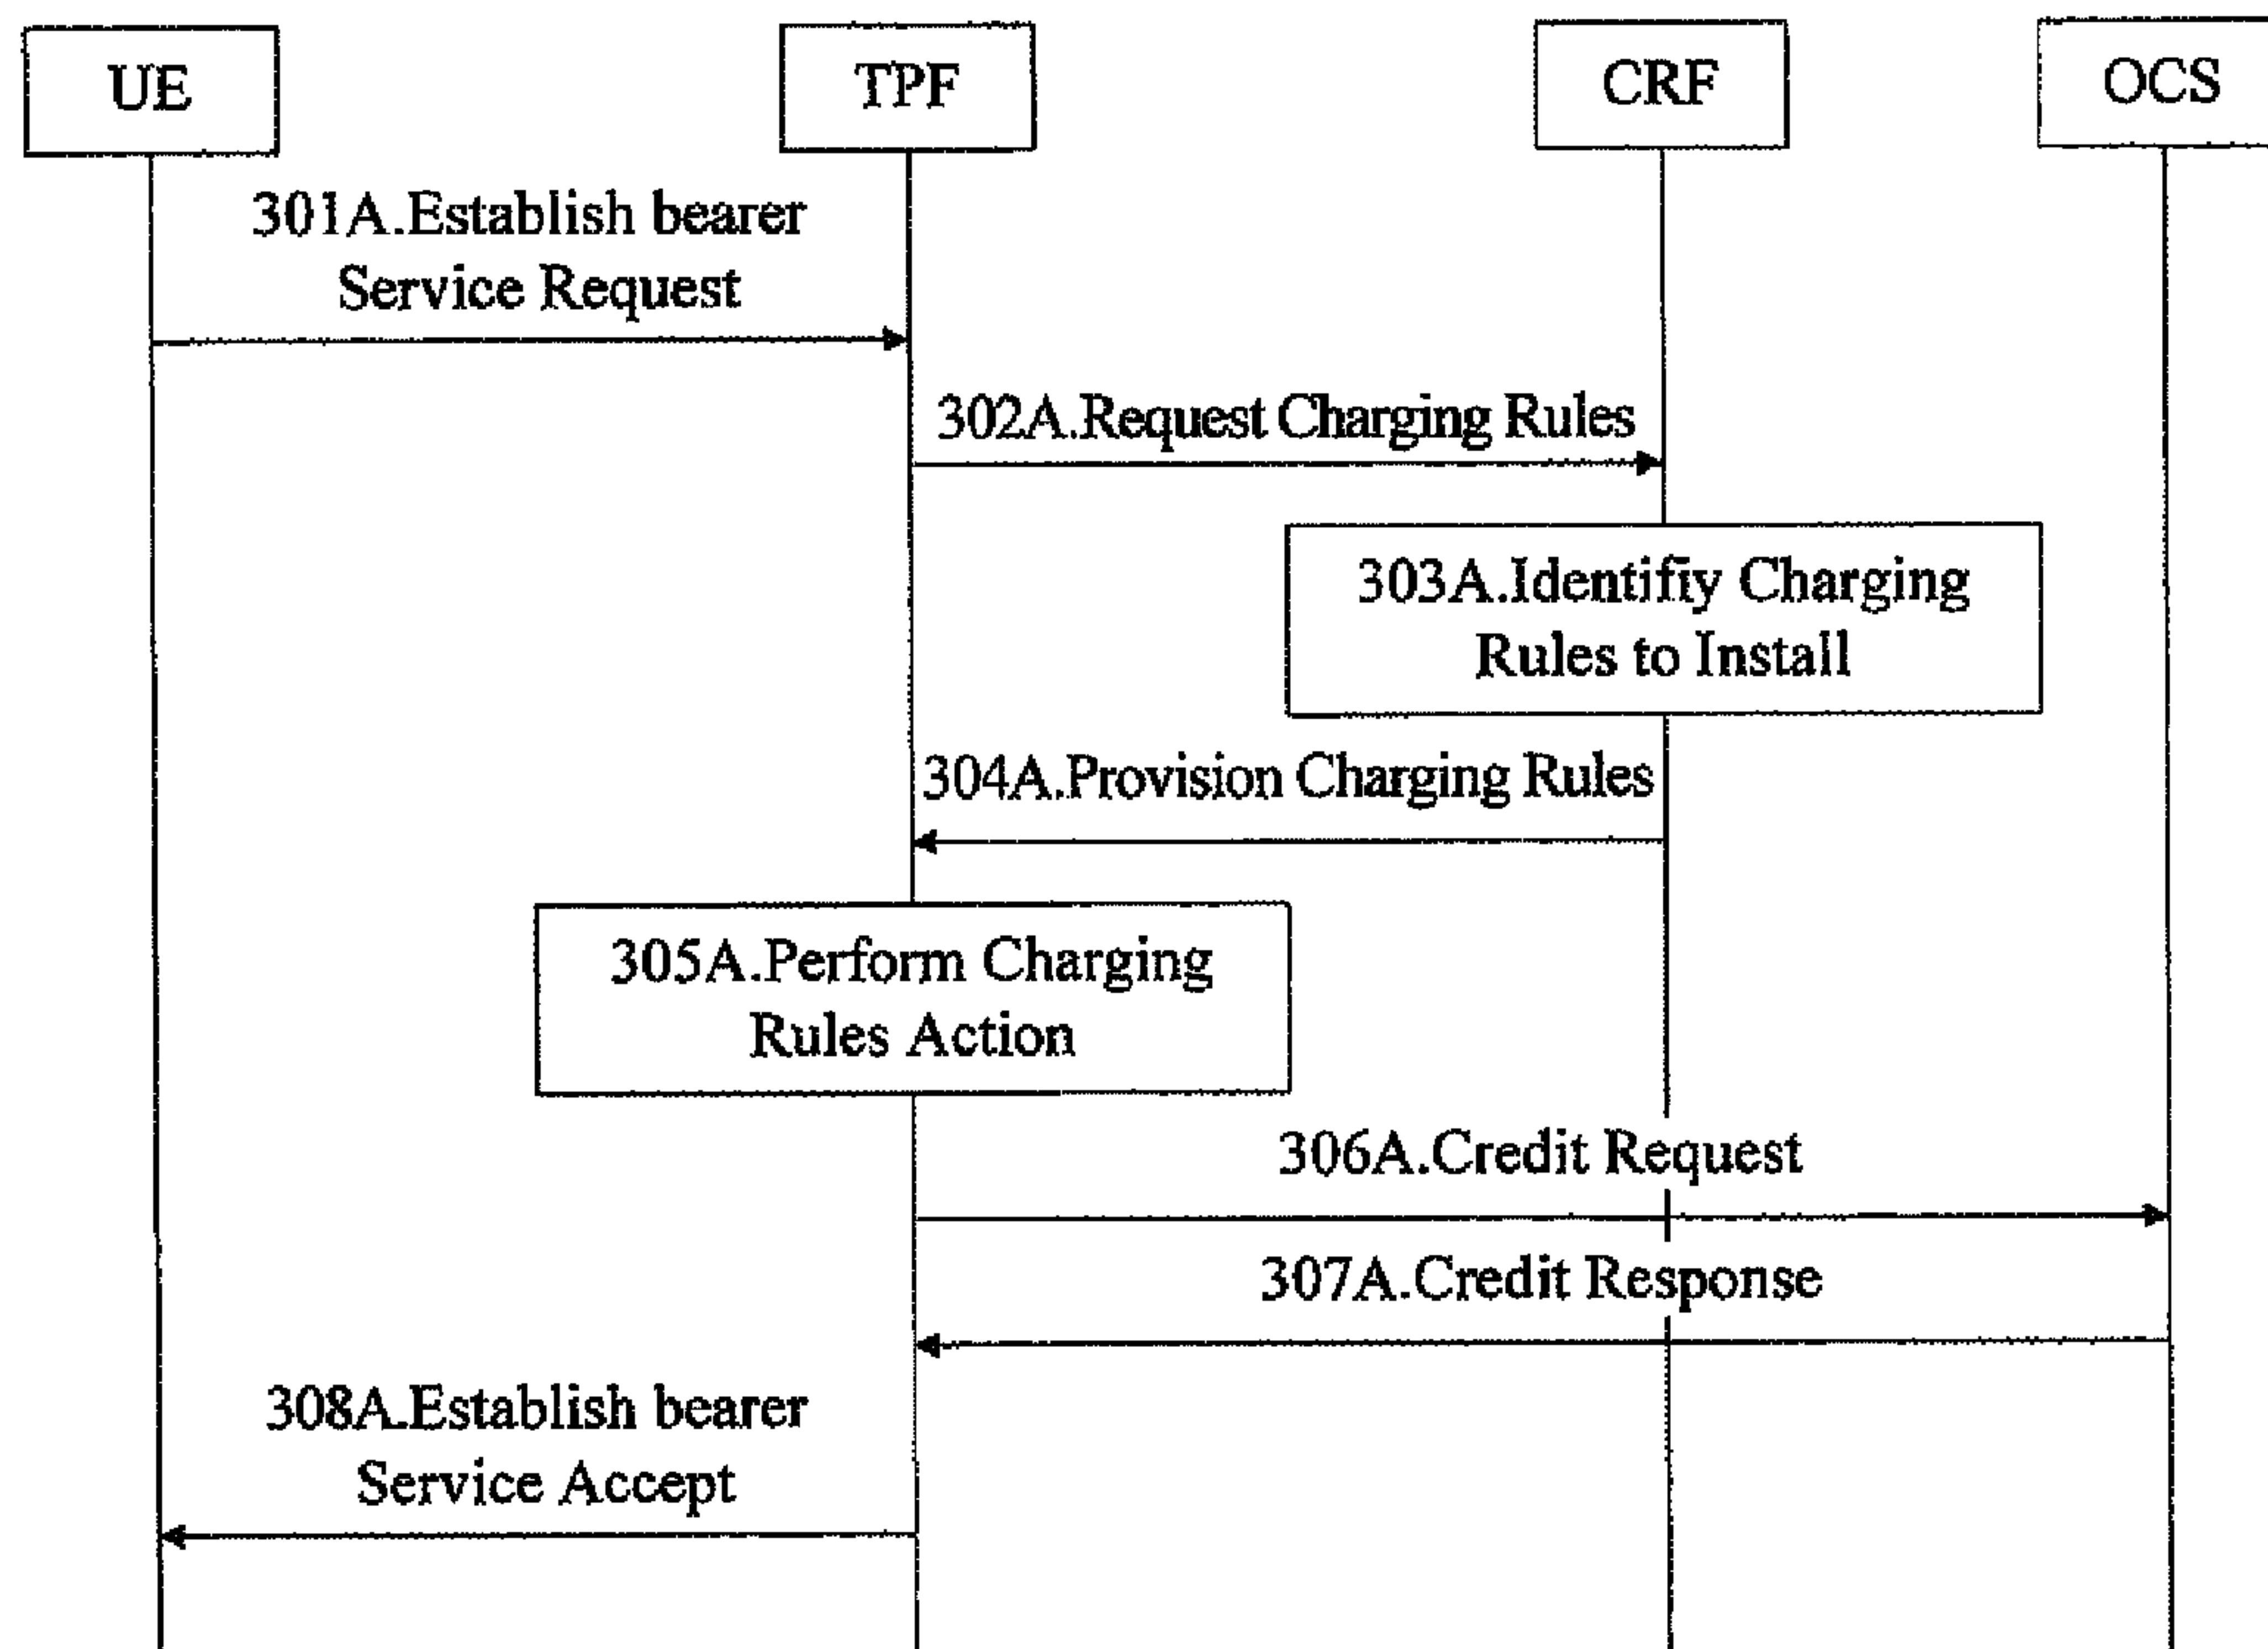 UE
TPF
CRF
OCS
301A.Establish bearer
Service Request
302A.Request Charging Rules
303A.Identifiy Charging
Rules to Install
304A.Provision Charging Rules
305A.Perform Charging
Rules Action
306A.Credit Request
307A.Credit Response
308A.Establish bearer
Service Accept